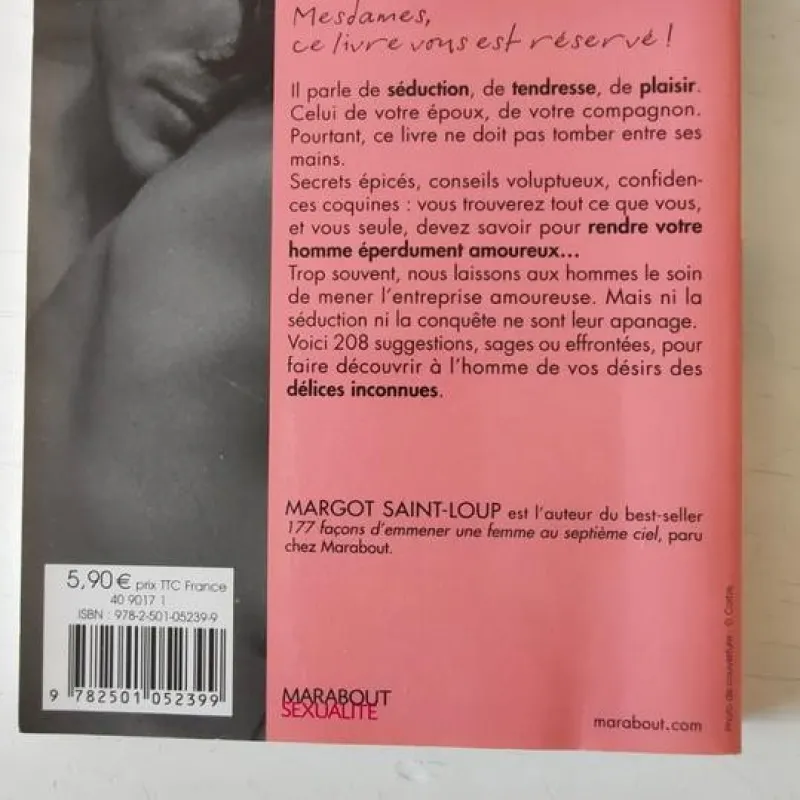 Mesdames,
ce livre vous est réservé !
Il parle de séduction, de tendresse, de plaisir.
Celui de votre époux, de votre compagnon.
Pourtant, ce livre ne doit pas tomber entre ses
mains.
Secrets épicés, conseils voluptueux, confiden-
ces coquines : vous trouverez tout ce que vous,
et vous seule, devez savoir pour rendre votre
homme éperdument amoureux...
Trop souvent, nous laissons aux hommes le soin
de mener l'entreprise amoureuse. Mais ni la
séduction ni la conquête ne sont leur apanage.
Voici 208 suggestions, sages ou effrontées, pour
faire découvrir à l'homme de vos désirs des
délices inconnues.
MARGOT SAINT-LOUP est l'auteur du best-seller
177 façons d'emmener une femme au septième ciel, paru
chez Marabout.
5,90 € prix TTC France
40 9017 1
ISBN : 978-2-501-05239-9
9 782501 052399
MARABOUT
SEXUALITÉ
marabout.com
Photo de couverture : © Corbis